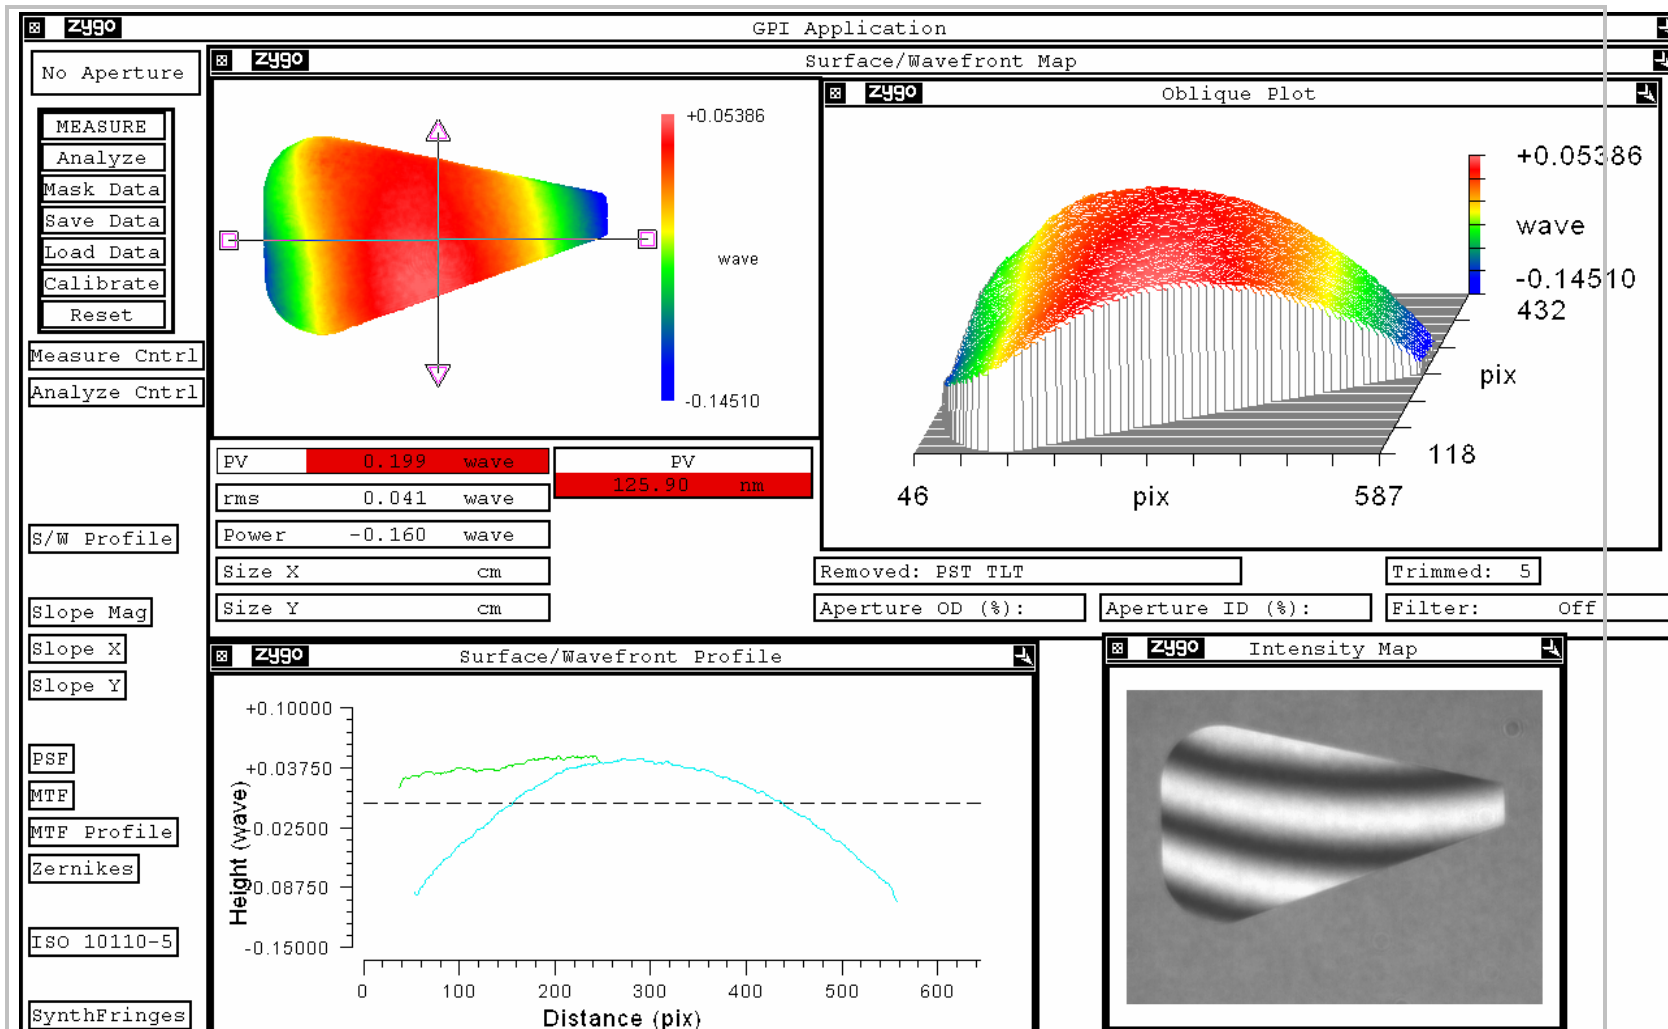 zygo GPI Application
No Aperture
zygo Surface/Wavefront Map
MEASURE
Analyze
Mask Data
Save Data
Load Data
Calibrate
Reset
Measure Cntrl
Analyze Cntrl
S/W Profile
Slope Mag
Slope X
Slope Y
PSF
MTF
MTF Profile
Zernikes
ISO 10110-5
SynthFringes
+0.05386
wave
-0.14510
zygo Oblique Plot
+0.05386
wave
-0.14510
432
pix
118
46 pix 587
PV 0.199 wave
rms 0.041 wave
Power -0.160 wave
Size X cm
Size Y cm
PV
125.90 nm
Removed: PST TLT
Trimmed: 5
Aperture OD (%):
Aperture ID (%):
Filter: Off
zygo Surface/Wavefront Profile
+0.10000
+0.03750
-0.02500
-0.08750
-0.15000
Height (wave)
0 100 200 300 400 500 600
Distance (pix)
zygo Intensity Map